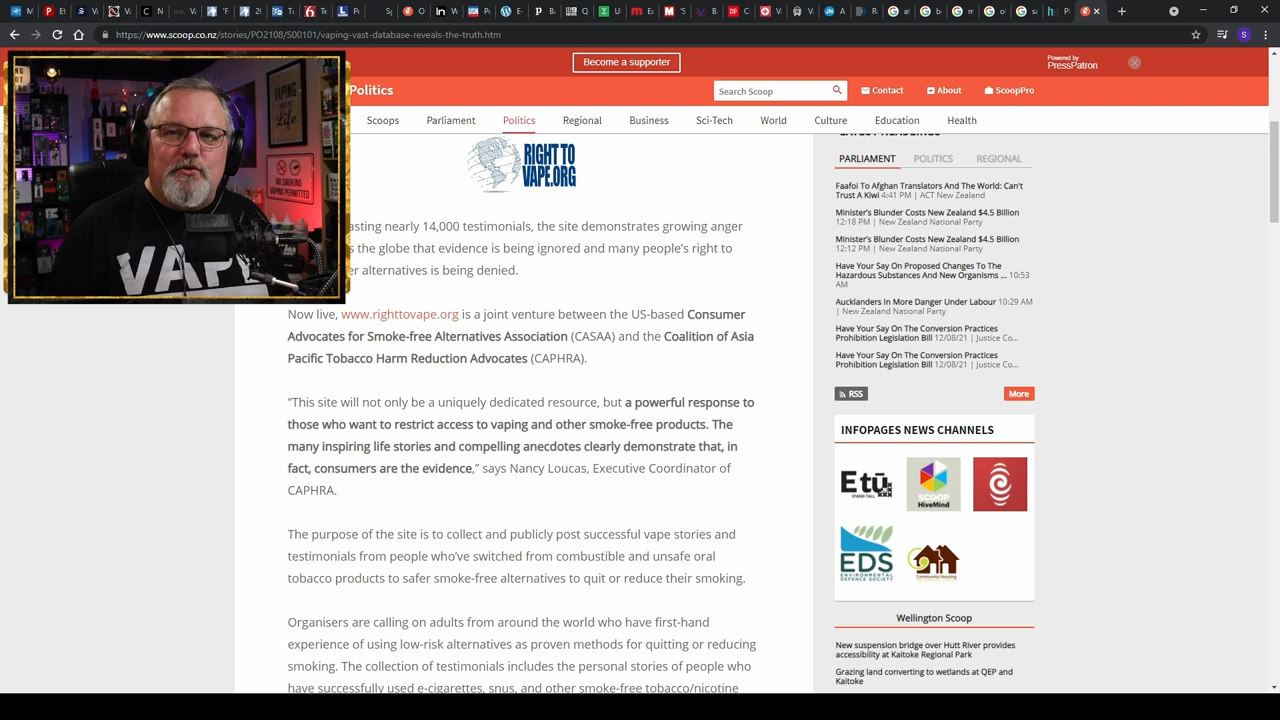 https://www.scoop.co.nz/stories/PO2108/S00101/vaping-vast-database-reveals-the-truth.htm
Become a supporter
Powered by
PressPatron
Politics
Search Scoop
Contact
About
ScoopPro
Scoops
Parliament
Politics
Regional
Business
Sci-Tech
World
Culture
Education
Health
RIGHT TO
VAPE.ORG
asting nearly 14,000 testimonials, the site demonstrates growing anger
s the globe that evidence is being ignored and many people's right to
er alternatives is being denied.
Now live, www.righttovape.org is a joint venture between the US-based Consumer
Advocates for Smoke-free Alternatives Association (CASAA) and the Coalition of Asia
Pacific Tobacco Harm Reduction Advocates (CAPHRA).
"This site will not only be a uniquely dedicated resource, but a powerful response to
those who want to restrict access to vaping and other smoke-free products. The
many inspiring life stories and compelling anecdotes clearly demonstrate that, in
fact, consumers are the evidence," says Nancy Loucas, Executive Coordinator of
CAPHRA.
The purpose of the site is to collect and publicly post successful vape stories and
testimonials from people who've switched from combustible and unsafe oral
tobacco products to safer smoke-free alternatives to quit or reduce their smoking.
Organisers are calling on adults from around the world who have first-hand
experience of using low-risk alternatives as proven methods for quitting or reducing
smoking. The collection of testimonials includes the personal stories of people who
have successfully used e-cigarettes, snus, and other smoke-free tobacco/nicotine
LATEST HEADLINES
PARLIAMENT
POLITICS
REGIONAL
Faafoi To Afghan Translators And The World: Can't
Trust A Kiwi 4:41 PM | ACT New Zealand
Minister's Blunder Costs New Zealand $4.5 Billion
12:18 PM | New Zealand National Party
Minister's Blunder Costs New Zealand $4.5 Billion
12:12 PM | New Zealand National Party
Have Your Say On Proposed Changes To The
Hazardous Substances And New Organisms ... 10:53
AM
Aucklanders In More Danger Under Labour 10:29 AM
| New Zealand National Party
Have Your Say On the Conversion Practices
Prohibition Legislation Bill 12/08/21 | Justice Co...
Have Your Say On the Conversion Practices
Prohibition Legislation Bill 12/08/21 | Justice Co...
RSS
More
INFOPAGES NEWS CHANNELS
Etū
STAND TALL
SCOOP
HiveMind
EDS
ENVIRONMENTAL
DEFENCE SOCIETY
Community Housing
Wellington Scoop
New suspension bridge over Hutt River provides
accessibility at Kaitoke Regional Park
Grazing land converting to wetlands at QEP and
Kaitoke
VAPING
Life
NO SMOKING
VAPING PERMITTED
VAPE